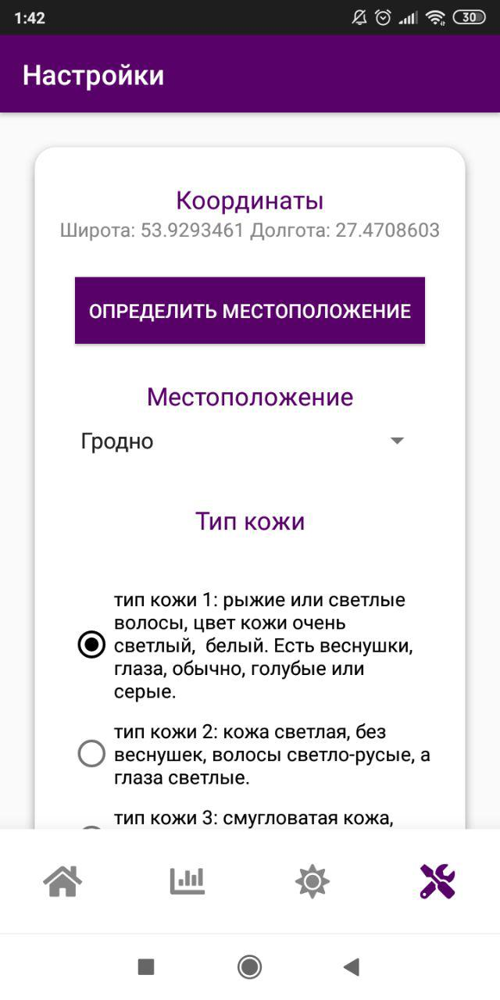 1:42
30
Настройки
Координаты
Широта: 53.9293461 Долгота: 27.4708603
ОПРЕДЕЛИТЬ МЕСТОПОЛОЖЕНИЕ
Местоположение
Гродно
Тип кожи
тип кожи 1: рыжие или светлые
волосы, цвет кожи очень
светлый,  белый. Есть веснушки,
глаза, обычно, голубые или
серые.
тип кожи 2: кожа светлая, без
веснушек, волосы светло-русые, а
глаза светлые.
тип кожи 3: смугловатая кожа,